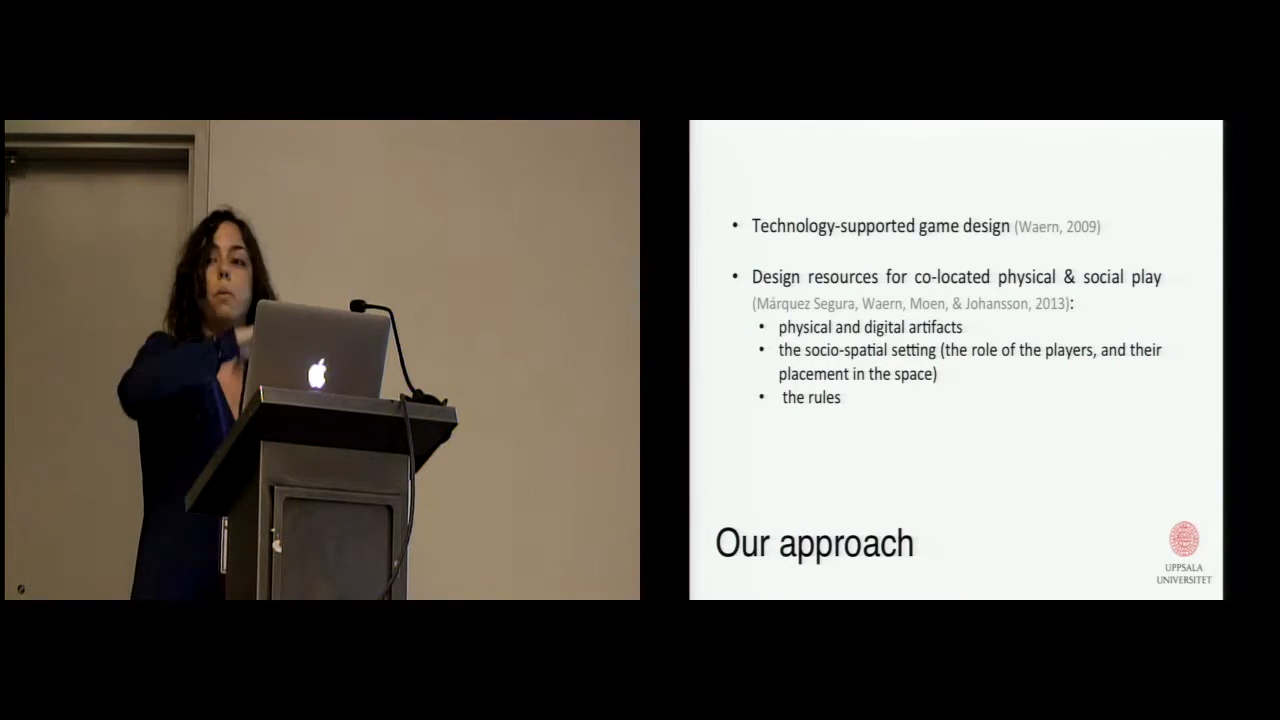 • Technology-supported game design (Waern, 2009)
• Design resources for co-located physical & social play
(Márquez Segura, Waern, Moen, & Johansson, 2013):
• physical and digital artifacts
• the socio-spatial setting (the role of the players, and their
placement in the space)
• the rules
Our approach
UPPSALA
UNIVERSITET